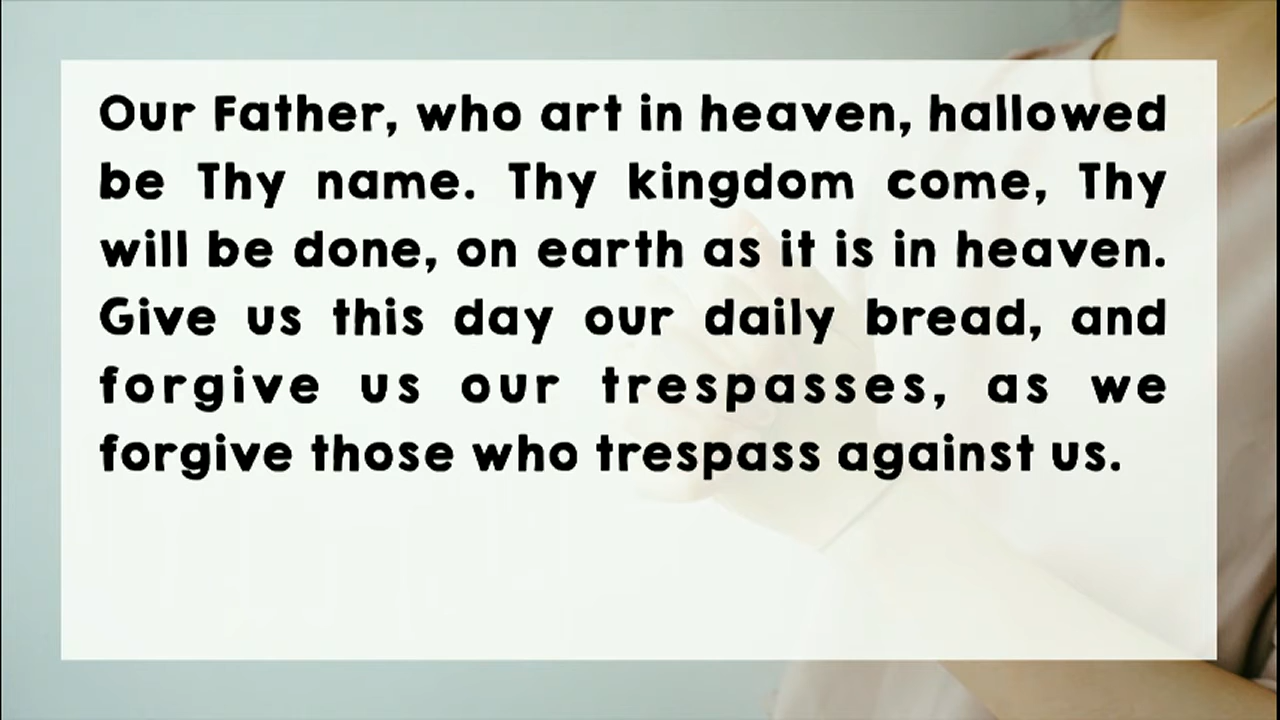 Our Father, who art in heaven, hallowed
be Thy name. Thy kingdom come, Thy
will be done, on earth as it is in heaven.
Give us this day our daily bread, and
forgive us our trespasses, as we
forgive those who trespass against us.